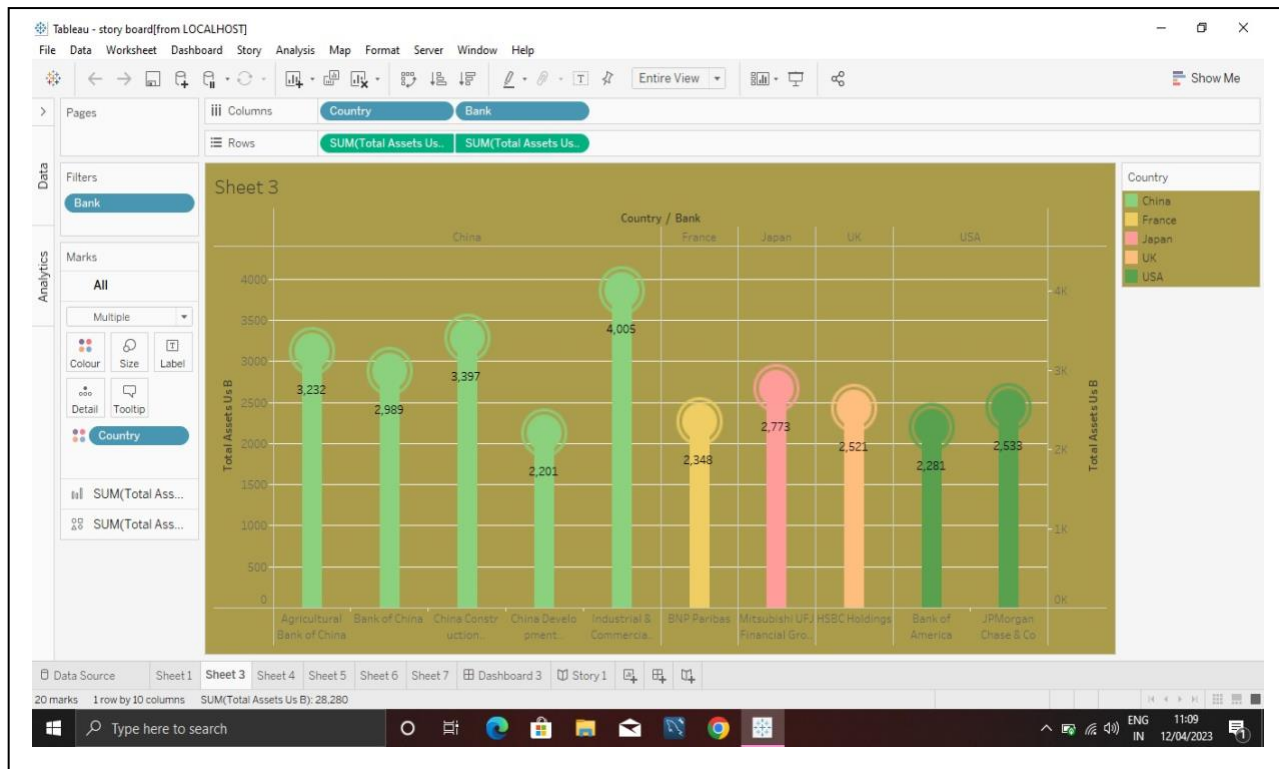 Tableau - story board[from LOCALHOST]
File Data Worksheet Dashboard Story Analysis Map Format Server Window Help
Entire View
Show Me
Pages
Columns Country Bank
Rows SUM(Total Assets Us.. SUM(Total Assets Us..
Data
Analytics
Filters
Bank
Marks
All
Multiple
Colour Size Label
Detail Tooltip
Country
SUM(Total Ass...
SUM(Total Ass...
Sheet 3
Country / Bank
China France Japan UK USA
Total Assets Us B
4000
3500
3000
2500
2000
1500
1000
500
0
3,232
2,989
3,397
2,201
4,005
2,348
2,773
2,521
2,281
2,533
4K
3K
2K
1K
0K
Total Assets Us B
Agricultural
Bank of China
Bank of China
China Constr
uction..
China Develo
pment..
Industrial &
Commercia..
BNP Paribas
Mitsubishi UFJ
Financial Gro..
HSBC Holdings
Bank of
America
JPMorgan
Chase & Co
Country
China
France
Japan
UK
USA
Data Source Sheet 1 Sheet 3 Sheet 4 Sheet 5 Sheet 6 Sheet 7 Dashboard 3 Story 1
20 marks 1 row by 10 columns SUM(Total Assets Us B): 28,280
Type here to search
ENG
IN
11:09
12/04/2023
1